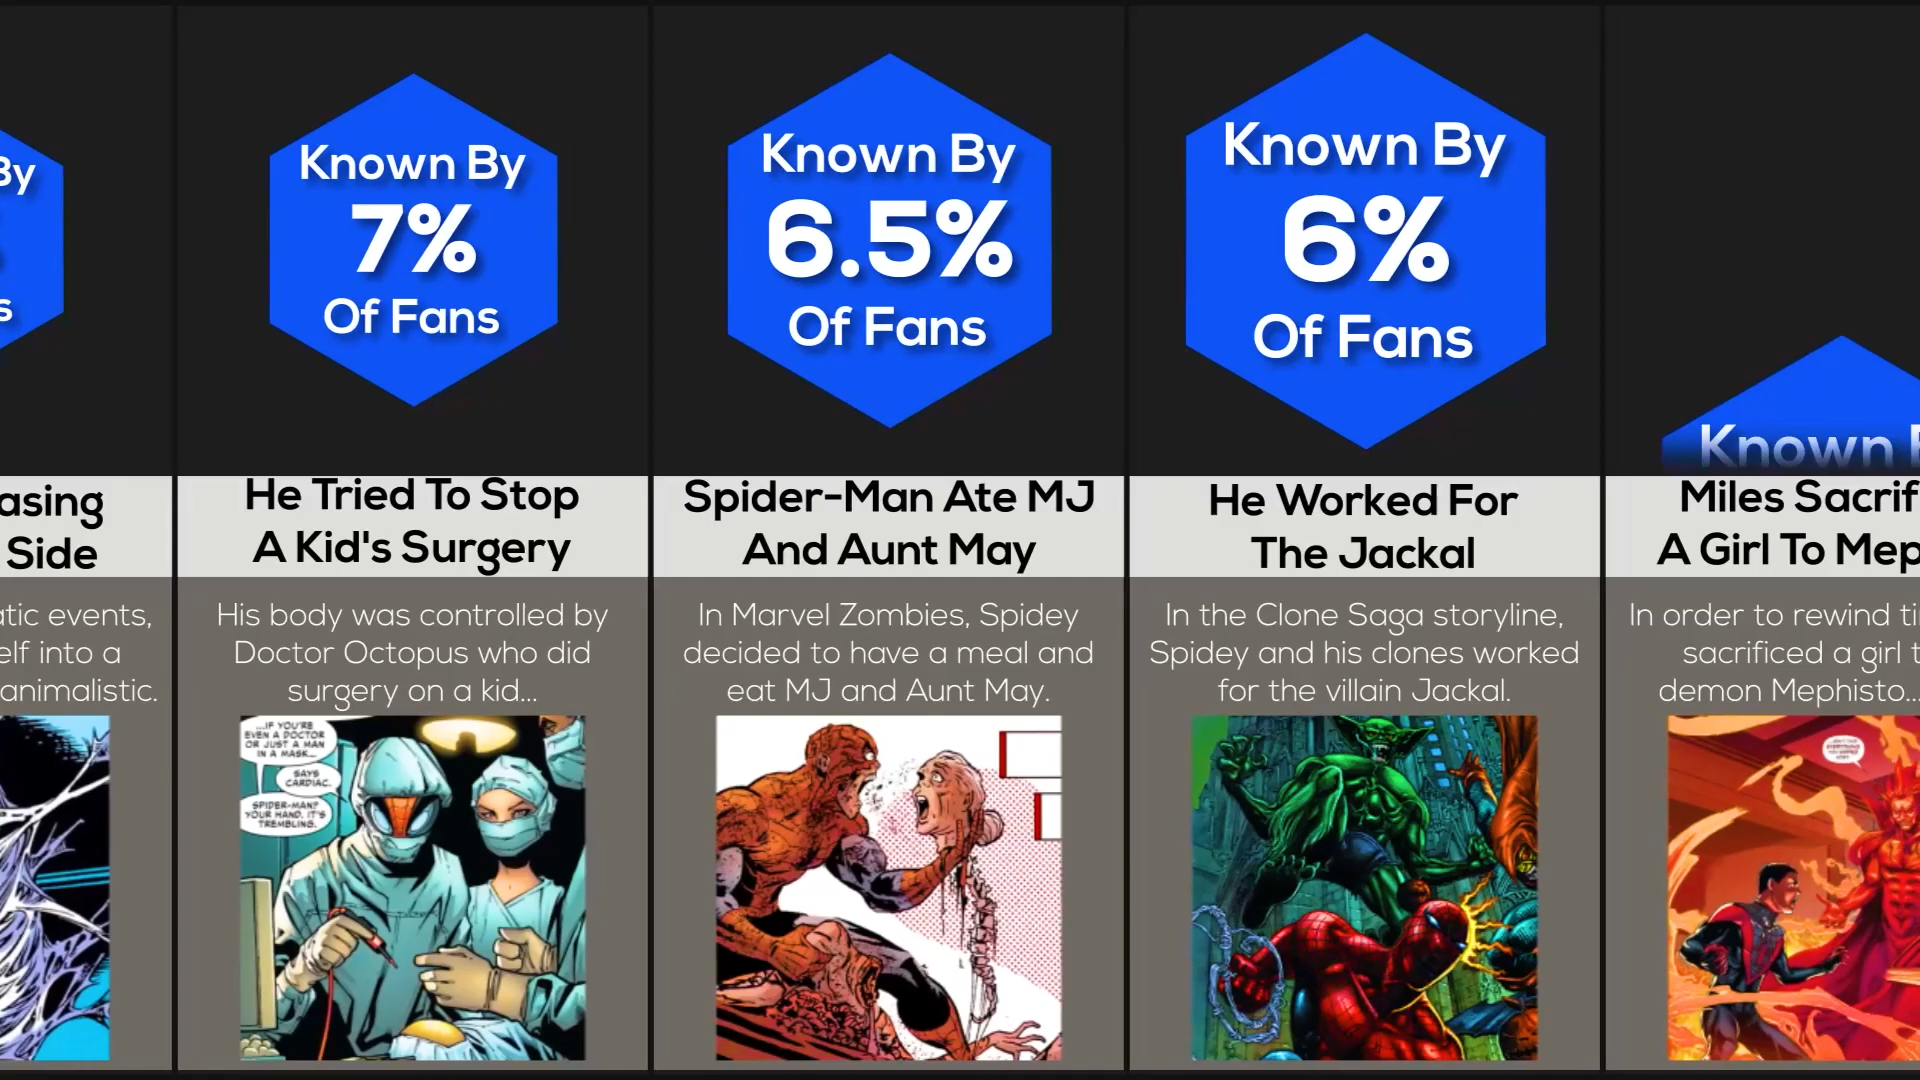 By
s
asing
Side
atic events,
elf into a
animalistic.
Known By
7%
Of Fans
He Tried To Stop
A Kid's Surgery
His body was controlled by
Doctor Octopus who did
surgery on a kid...
...IF YOU'RE
EVEN A DOCTOR
OR JUST A MAN
IN A MASK...
SAYS
CARDIAC.
SPIDER-MAN?
YOUR HAND, IT'S
TREMBLING.
Known By
6.5%
Of Fans
Spider-Man Ate MJ
And Aunt May
In Marvel Zombies, Spidey
decided to have a meal and
eat MJ and Aunt May.
Known By
6%
Of Fans
He Worked For
The Jackal
In the Clone Saga storyline,
Spidey and his clones worked
for the villain Jackal.
Known
Miles Sacrif
A Girl To Mep
In order to rewind ti
sacrificed a girl t
demon Mephisto...